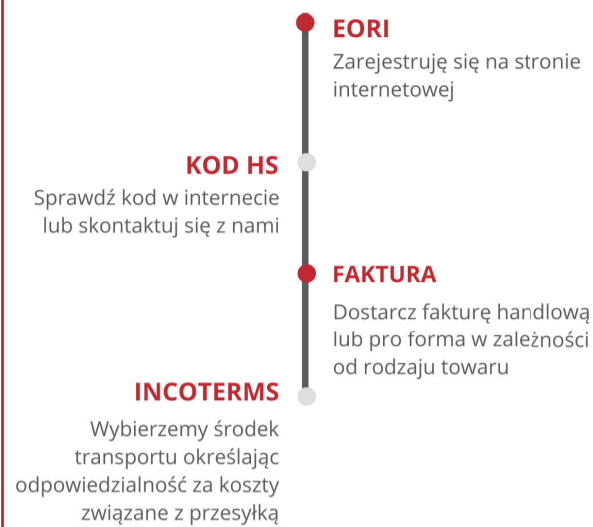 EORI
Zarejestruję się na stronie
internetowej
KOD HS
Sprawdź kod w internecie
lub skontaktuj się z nami
FAKTURA
Dostarcz fakturę handlową
lub pro forma w zależności
od rodzaju towaru
INCOTERMS
Wybierzemy środek
transportu określając
odpowiedzialność za koszty
związane z przesyłką